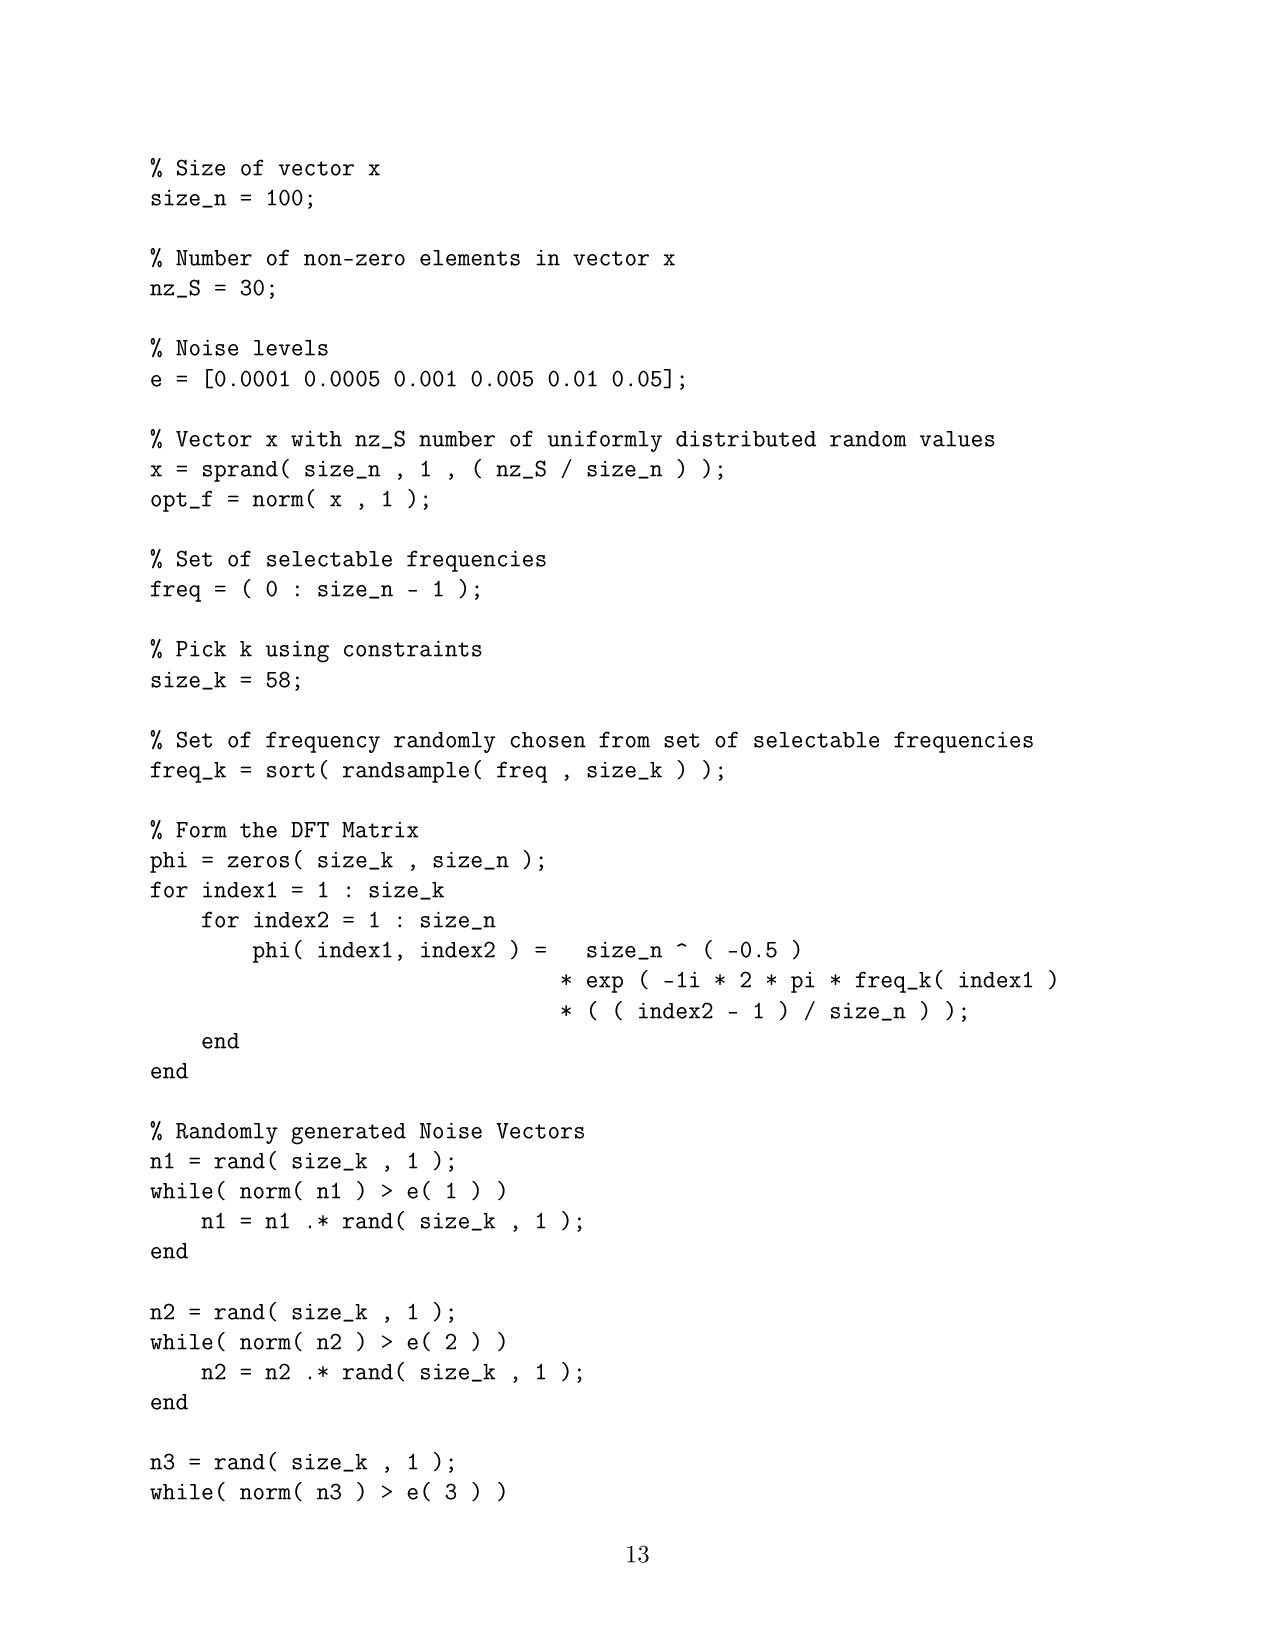 % Size of vector x
size_n = 100;
% Number of non-zero elements in vector x
nz_S = 30;
% Noise levels
e = [0.0001 0.0005 0.001 0.005 0.01 0.05];
% Vector x with nz_S number of uniformly distributed random values
x = sprand( size_n , 1 , ( nz_S / size_n ) );
opt_f = norm( x , 1 );
% Set of selectable frequencies
freq = ( 0 : size_n - 1 );
% Pick k using constraints
size_k = 58;
% Set of frequency randomly chosen from set of selectable frequencies
freq_k = sort( randsample( freq , size_k ) );
% Form the DFT Matrix
phi = zeros( size_k , size_n );
for index1 = 1 : size_k
    for index2 = 1 : size_n
        phi( index1, index2 ) =   size_n ^ ( -0.5 )
                                * exp ( -1i * 2 * pi * freq_k( index1 )
                                * ( ( index2 - 1 ) / size_n ) );
    end
end
% Randomly generated Noise Vectors
n1 = rand( size_k , 1 );
while( norm( n1 ) > e( 1 ) )
    n1 = n1 .* rand( size_k , 1 );
end
n2 = rand( size_k , 1 );
while( norm( n2 ) > e( 2 ) )
    n2 = n2 .* rand( size_k , 1 );
end
n3 = rand( size_k , 1 );
while( norm( n3 ) > e( 3 ) )
13